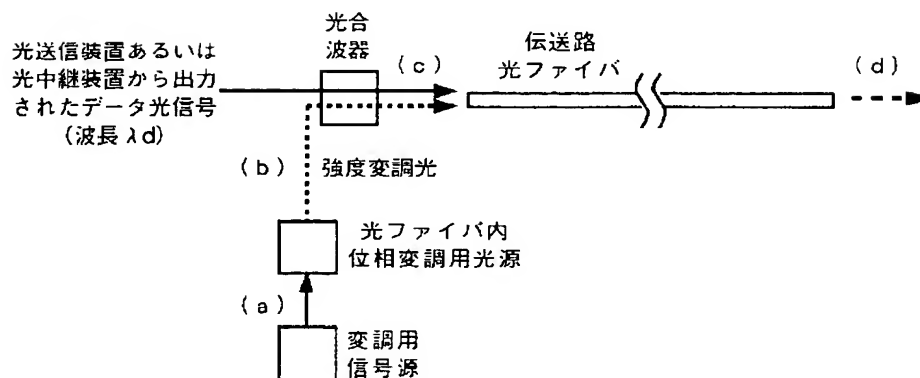 光合
波器
光送信装置あるいは
光中継装置から出力
されたデータ光信号
(波長λd)
(c)
伝送路
光ファイバ
(d)
(b)
強度変調光
光ファイバ内
位相変調用光源
(a)
変調用
信号源